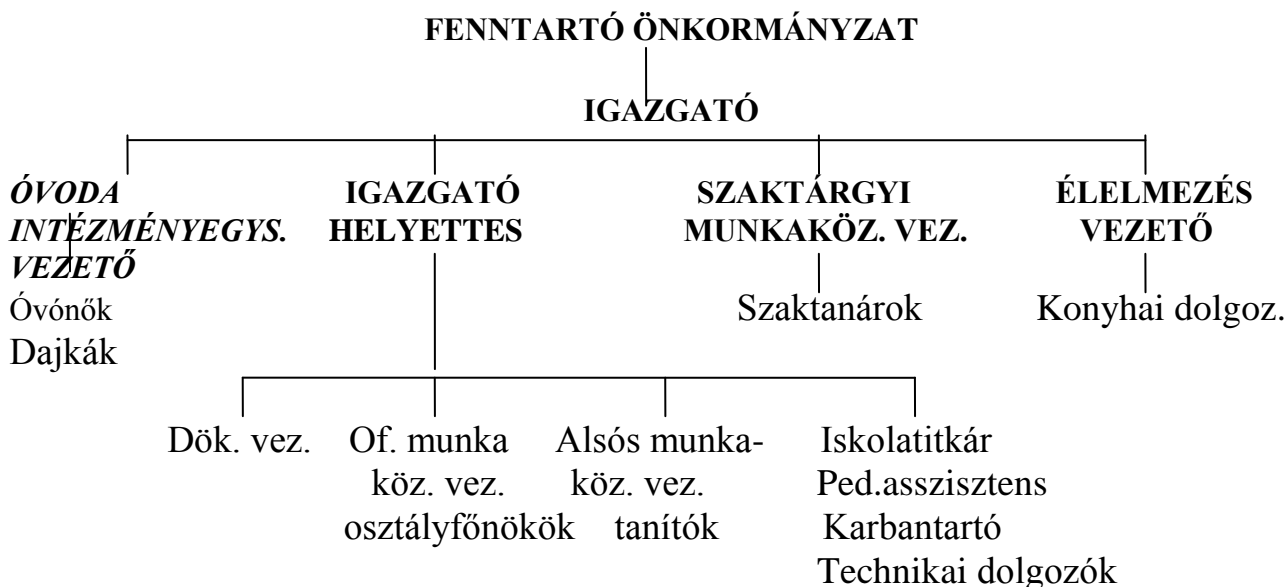 FENNTARTÓ ÖNKORMÁNYZAT
IGAZGATÓ
ÓVODA
INTÉZMÉNYEGYS.
VEZETŐ
Óvónők
Dajkák
IGAZGATÓ
HELYETTES
SZAKTÁRGYI
MUNKAKÖZ. VEZ.
Szaktanárok
ÉLELMEZÉS
VEZETŐ
Konyhai dolgoz.
Dök. vez.
Of. munka
köz. vez.
osztályfőnökök
Alsós munka-
köz. vez.
tanítók
Iskolatitkár
Ped.asszisztens
Karbantartó
Technikai dolgozók